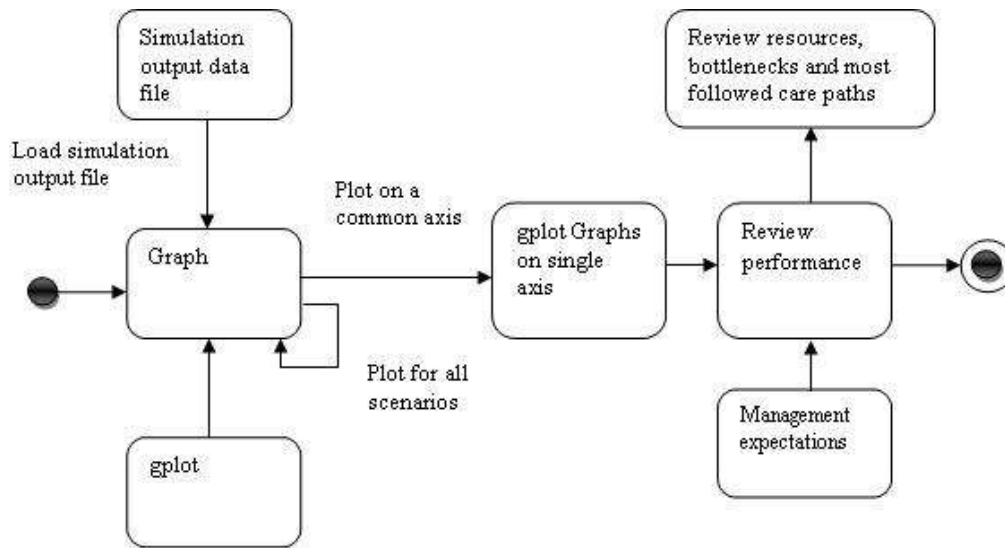 Simulation
output data
file
Review resources,
bottlenecks and most
followed care paths
Load simulation
output file
Plot on a
common axis
Graph
gplot Graphs
on single
axis
Review
performance
Plot for all
scenarios
gplot
Management
expectations